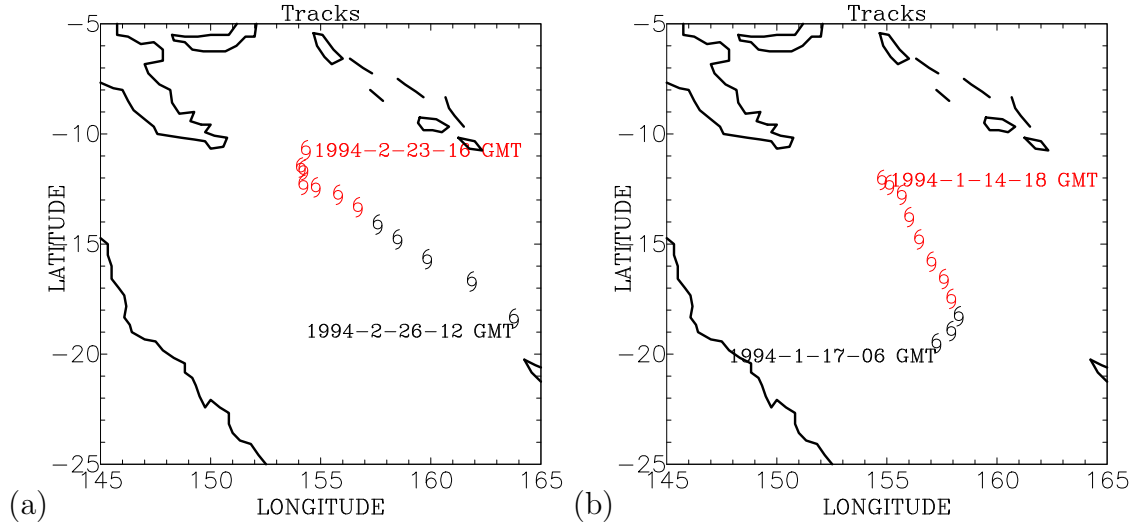 Tracks
-5
-10
-15
-20
-25
LATITUDE
1994-2-23-16 GMT
1994-2-26-12 GMT
145 150 155 160 165
LONGITUDE
(a)
Tracks
-5
-10
-15
-20
-25
LATITUDE
1994-1-14-18 GMT
1994-1-17-06 GMT
145 150 155 160 165
LONGITUDE
(b)